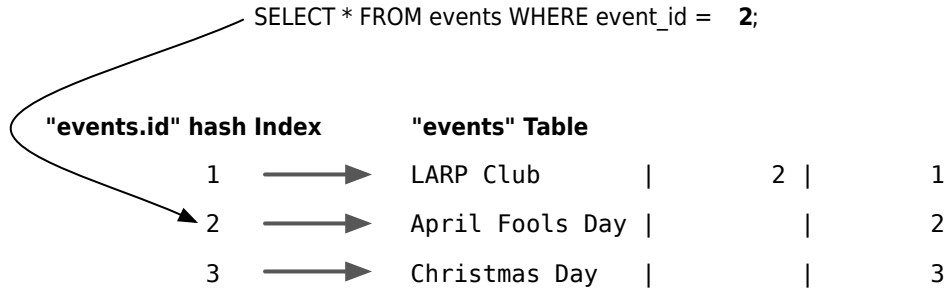 SELECT * FROM events WHERE event_id = 2;
"events.id" hash Index "events" Table
1 LARP Club | 2 | 1
2 April Fools Day | | 2
3 Christmas Day | | 3